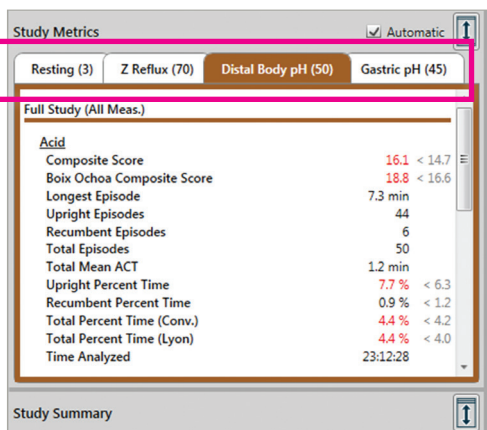 Study Metrics Automatic
Resting (3) Z Reflux (70) Distal Body pH (50) Gastric pH (45)
Full Study (All Meas.)
Acid
Composite Score 16.1 < 14.7
Boix Ochoa Composite Score 18.8 < 16.6
Longest Episode 7.3 min
Upright Episodes 44
Recumbent Episodes 6
Total Episodes 50
Total Mean ACT 1.2 min
Upright Percent Time 7.7 % < 6.3
Recumbent Percent Time 0.9 % < 1.2
Total Percent Time (Conv.) 4.4 % < 4.2
Total Percent Time (Lyon) 4.4 % < 4.0
Time Analyzed 23:12:28
Study Summary